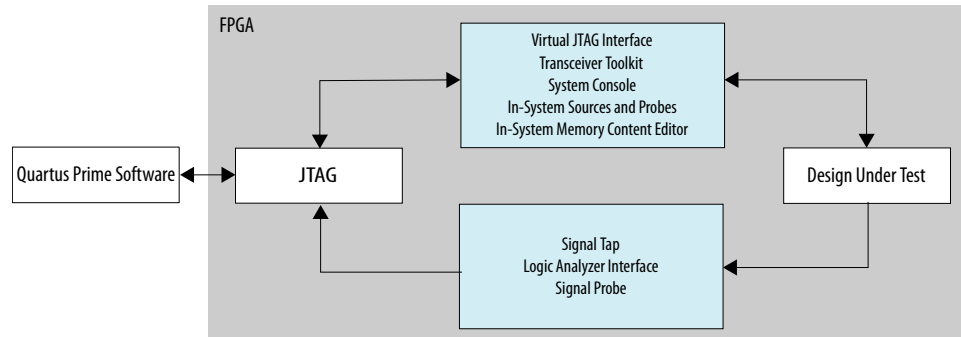 FPGA
Virtual JTAG Interface
Transceiver Toolkit
System Console
In-System Sources and Probes
In-System Memory Content Editor
Quartus Prime Software
JTAG
Design Under Test
Signal Tap
Logic Analyzer Interface
Signal Probe